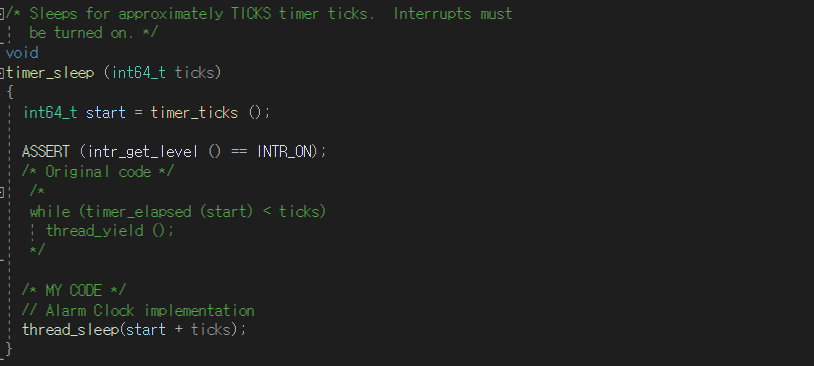 /* Sleeps for approximately TICKS timer ticks.  Interrupts must
be turned on. */
void
timer_sleep (int64_t ticks)
{
int64_t start = timer_ticks ();
ASSERT (intr_get_level () == INTR_ON);
/* Original code */
/*
while (timer_elapsed (start) < ticks)
thread_yield ();
*/
/* MY CODE */
// Alarm Clock implementation
thread_sleep(start + ticks);
}